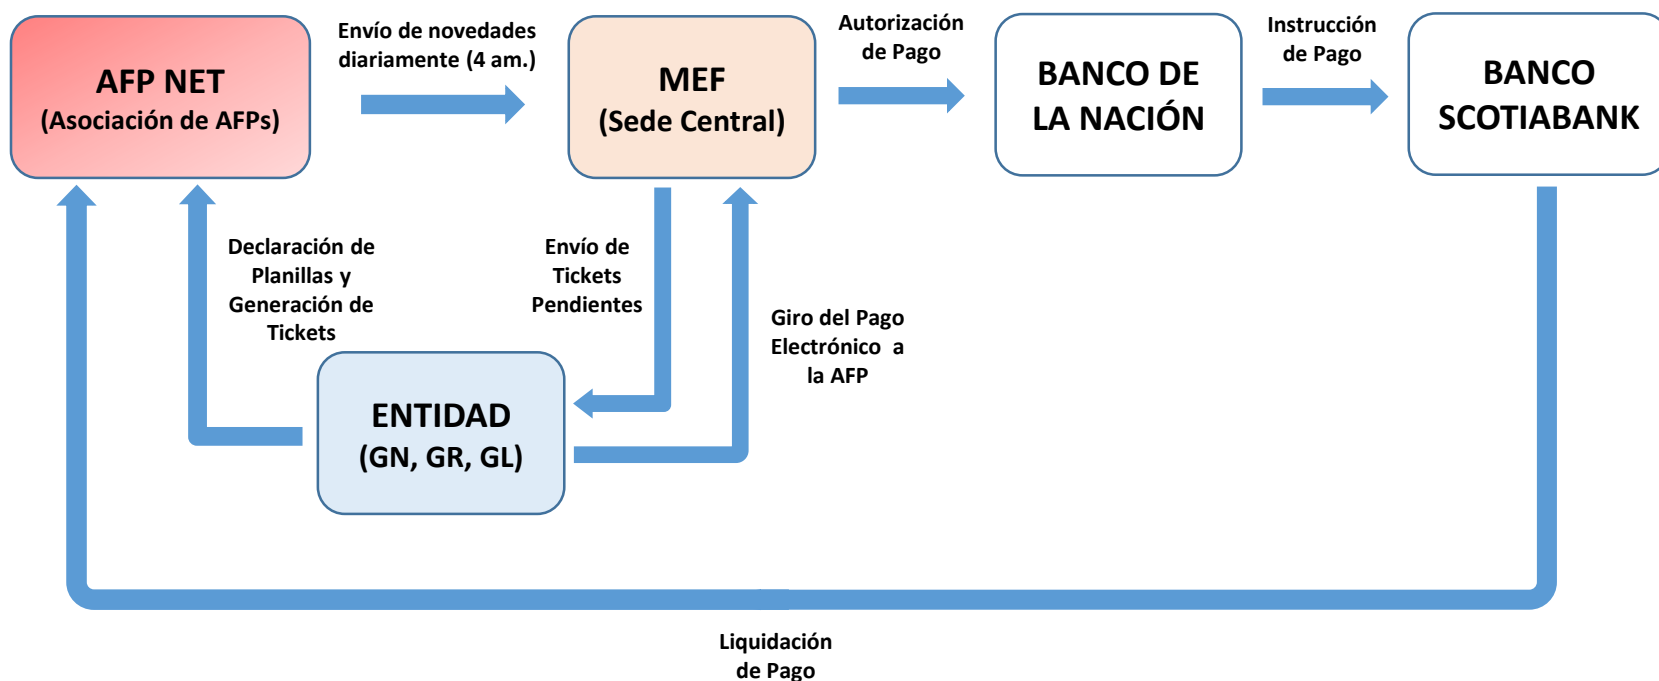 AFP NET
(Asociación de AFPs)
Envío de novedades
diariamente (4 am.)
MEF
(Sede Central)
Autorización
de Pago
BANCO DE
LA NACIÓN
Instrucción
de Pago
BANCO
SCOTIABANK
Declaración de
Planillas y
Generación de
Tickets
Envío de
Tickets
Pendientes
Giro del Pago
Electrónico a
la AFP
ENTIDAD
(GN, GR, GL)
Liquidación
de Pago